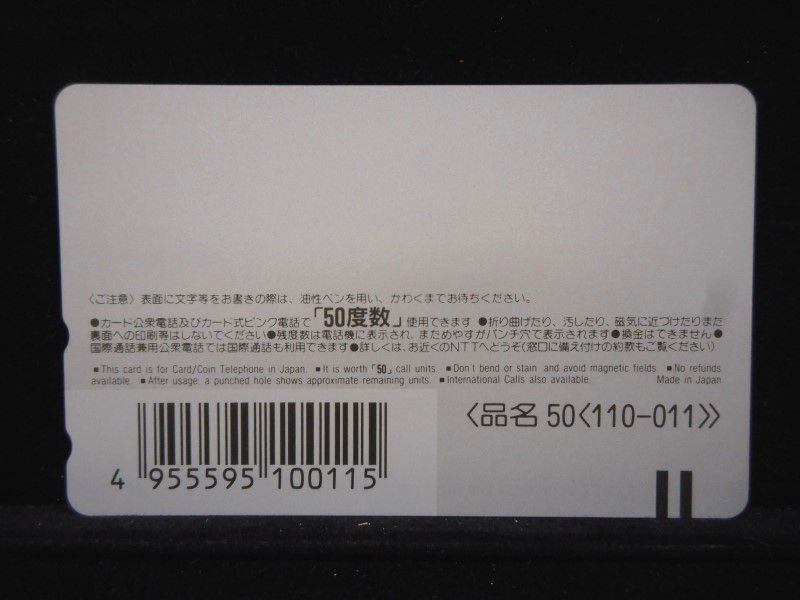 〈ご注意〉表面に文字等をお書きの際は、油性ペンを用い、かわくまでお待ちください。
●カード公衆電話及びカード式ピンク電話で「50度数」使用できます ●折り曲げたり、汚したり、磁気に近づけたりまた
裏面への印刷等はしないでください●残度数は電話機に表示され、まためやすがパンチ穴で表示されます●換金はできません●
国際通話兼用公衆電話では国際通話も利用できます●詳しくは、お近くのNTTへどうぞ(窓口に備え付けの約款もご覧ください)
■This card is for Card/Coin Telephone in Japan. ■It is worth「50」call units. ■Don't bend or stain and avoid magnetic fields ■No refunds
available. ■After usage, a punched hole shows approximate remaining units. ■International Calls also available. Made in Japan
〈品名 50〈110-011〉〉
4 955595 100115